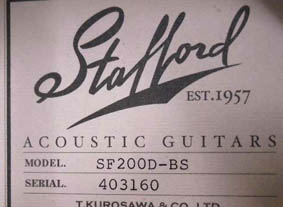 Stafford
EST.1957
ACOUSTIC GUITARS
MODEL. SF200D-BS
SERIAL. 403160
T.KUROSAWA & CO.,LTD.